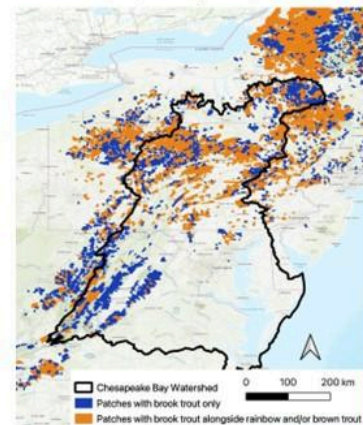 Chesapeake Bay Watershed
0 100 200 km
Patches with brook trout only
Patches with brook trout alongside rainbow and/or brown trout